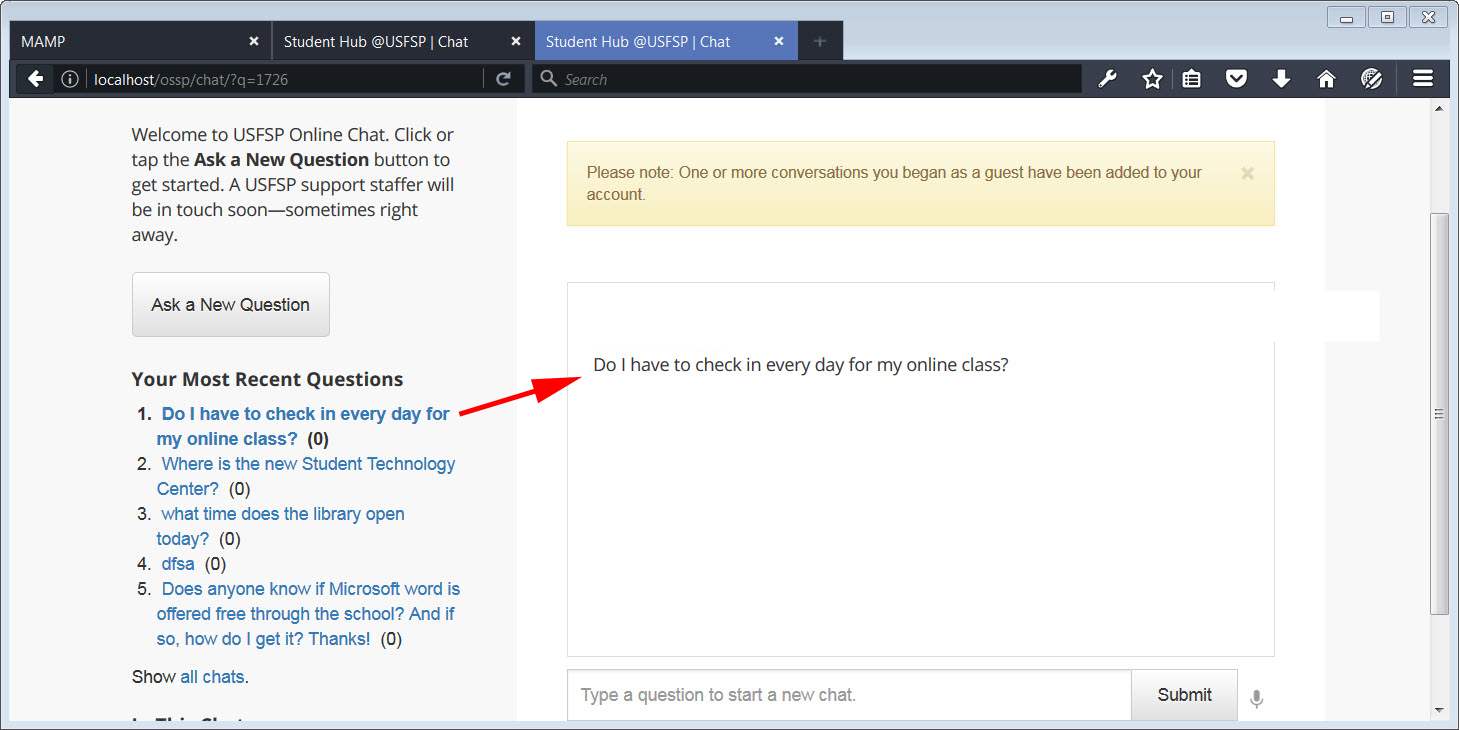 MAMP
Student Hub @USFSP | Chat
Student Hub @USFSP | Chat
localhost/ossp/chat/?q=1726
Search
Welcome to USFSP Online Chat. Click or
tap the Ask a New Question button to
get started. A USFSP support staffer will
be in touch soon—sometimes right
away.
Ask a New Question
Your Most Recent Questions
1. Do I have to check in every day for
my online class? (0)
2. Where is the new Student Technology
Center? (0)
3. what time does the library open
today? (0)
4. dfsa (0)
5. Does anyone know if Microsoft word is
offered free through the school? And if
so, how do I get it? Thanks! (0)
Show all chats.
Please note: One or more conversations you began as a guest have been added to your
account.
Do I have to check in every day for my online class?
Type a question to start a new chat.
Submit